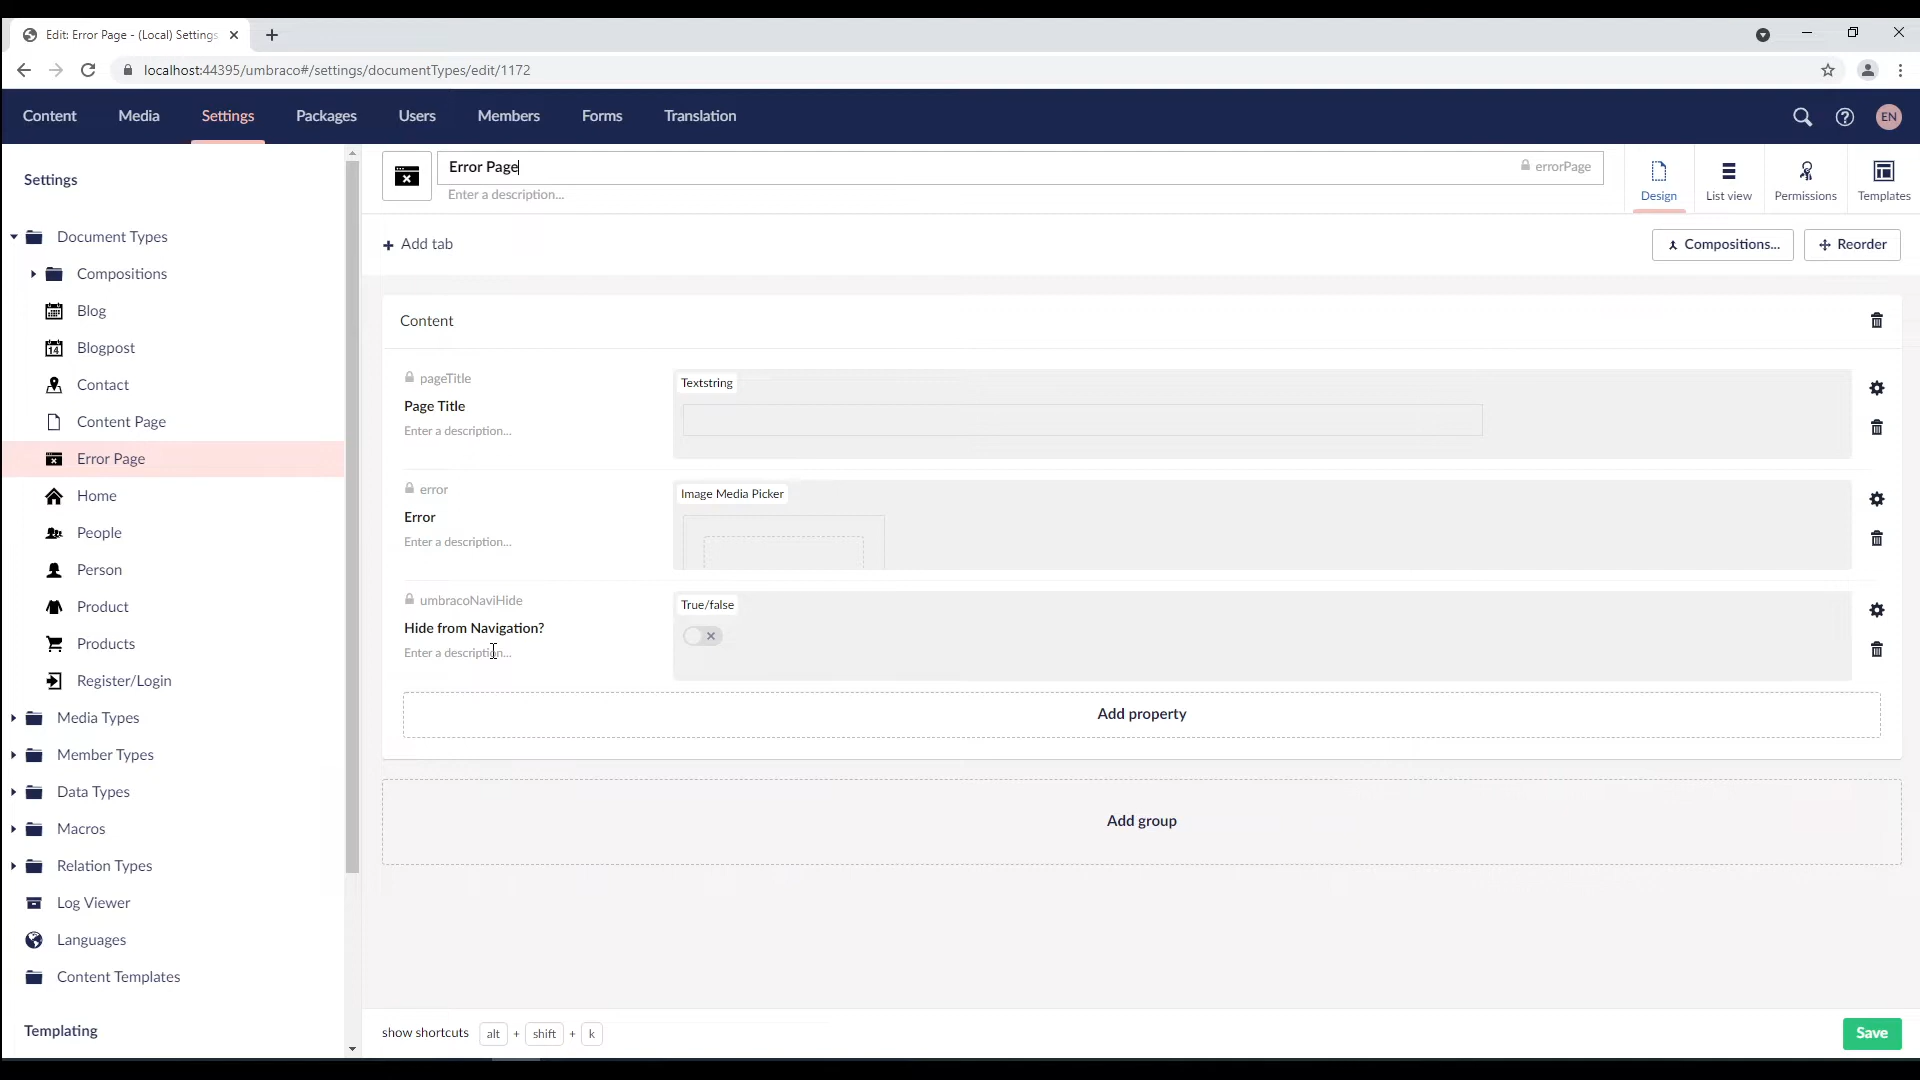 Edit: Error Page - (Local) Settings
localhost:44395/umbraco#/settings/documentTypes/edit/1172
Content Media Settings Packages Users Members Forms Translation EN
Settings
Document Types
Compositions
Blog
14 Blogpost
Contact
Content Page
Error Page
Home
People
Person
Product
Products
Register/Login
Media Types
Member Types
Data Types
Macros
Relation Types
Log Viewer
Languages
Content Templates
Templating
Error Page errorPage
Enter a description...
Design List view Permissions Templates
Add tab
Compositions... Reorder
Content
pageTitle
Page Title
Enter a description...
Textstring
error
Error
Enter a description...
Image Media Picker
umbracoNaviHide
Hide from Navigation?
Enter a description...
True/false
Add property
Add group
show shortcuts alt + shift + k
Save